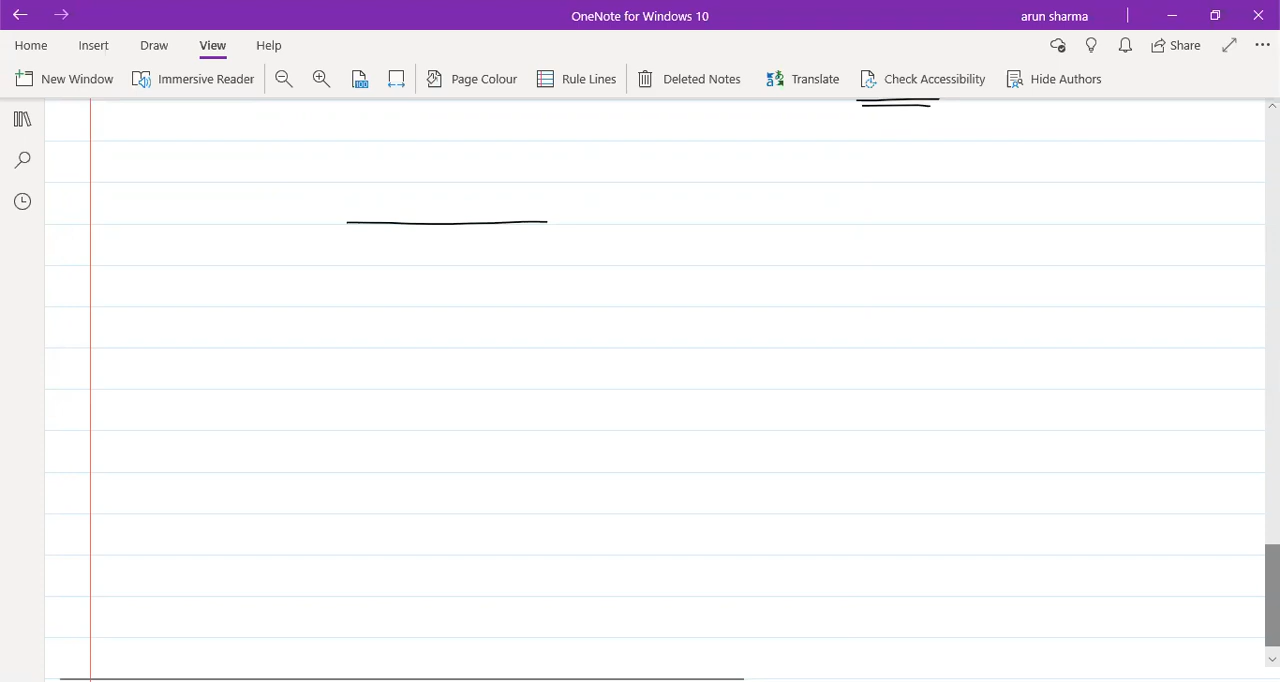 OneNote for Windows 10
arun sharma
Home Insert Draw View Help
Share
New Window Immersive Reader 100 Page Colour Rule Lines Deleted Notes Translate Check Accessibility Hide Authors